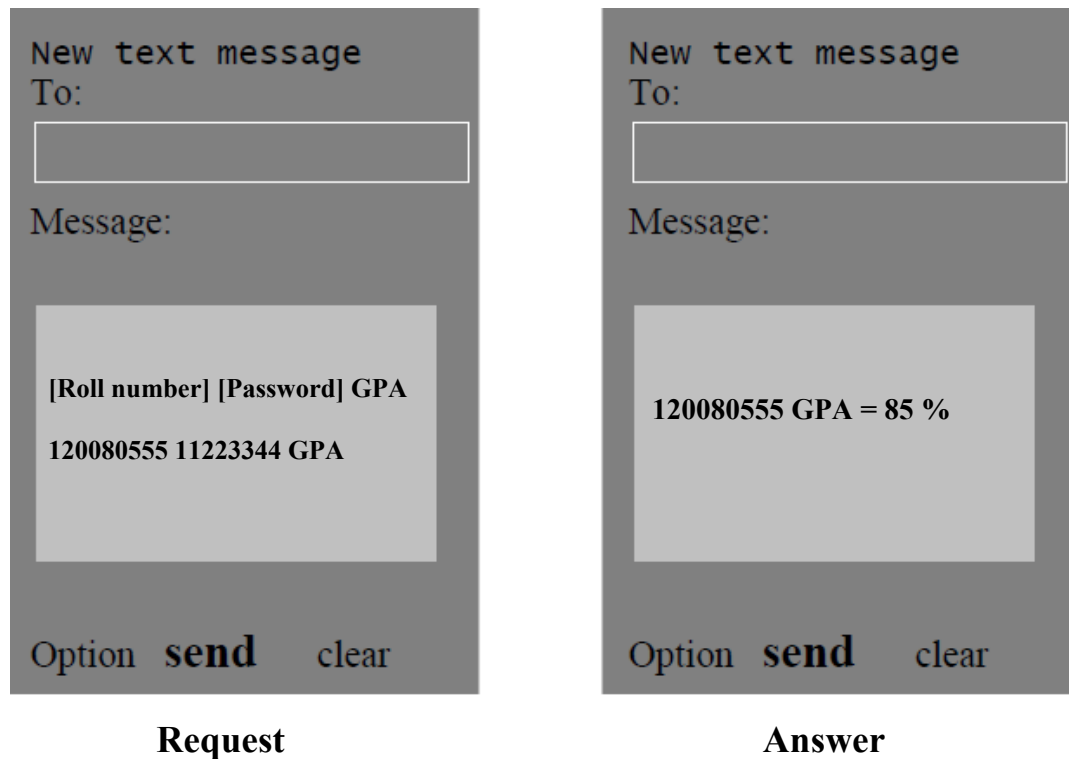 New text message
To:
Message:
[Roll number] [Password] GPA
120080555 11223344 GPA
Option send clear
Request
New text message
To:
Message:
120080555 GPA = 85 %
Option send clear
Answer